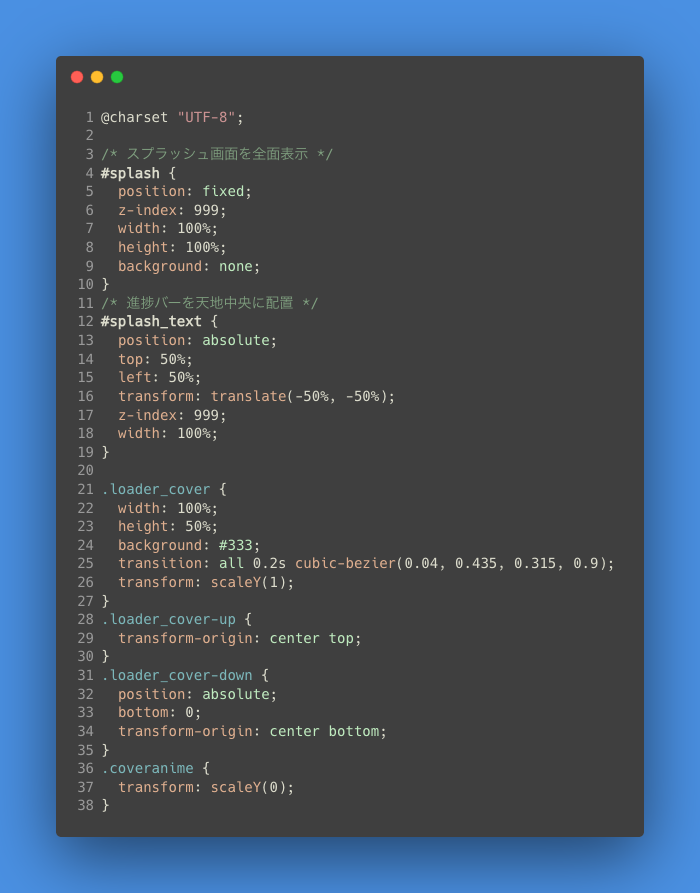 1 @charset "UTF-8";
2
3 /* スプラッシュ画面を全面表示 */
4 #splash {
5   position: fixed;
6   z-index: 999;
7   width: 100%;
8   height: 100%;
9   background: none;
10 }
11 /* 進捗バーを天地中央に配置 */
12 #splash_text {
13   position: absolute;
14   top: 50%;
15   left: 50%;
16   transform: translate(-50%, -50%);
17   z-index: 999;
18   width: 100%;
19 }
20
21 .loader_cover {
22   width: 100%;
23   height: 50%;
24   background: #333;
25   transition: all 0.2s cubic-bezier(0.04, 0.435, 0.315, 0.9);
26   transform: scaleY(1);
27 }
28 .loader_cover-up {
29   transform-origin: center top;
30 }
31 .loader_cover-down {
32   position: absolute;
33   bottom: 0;
34   transform-origin: center bottom;
35 }
36 .coveranime {
37   transform: scaleY(0);
38 }